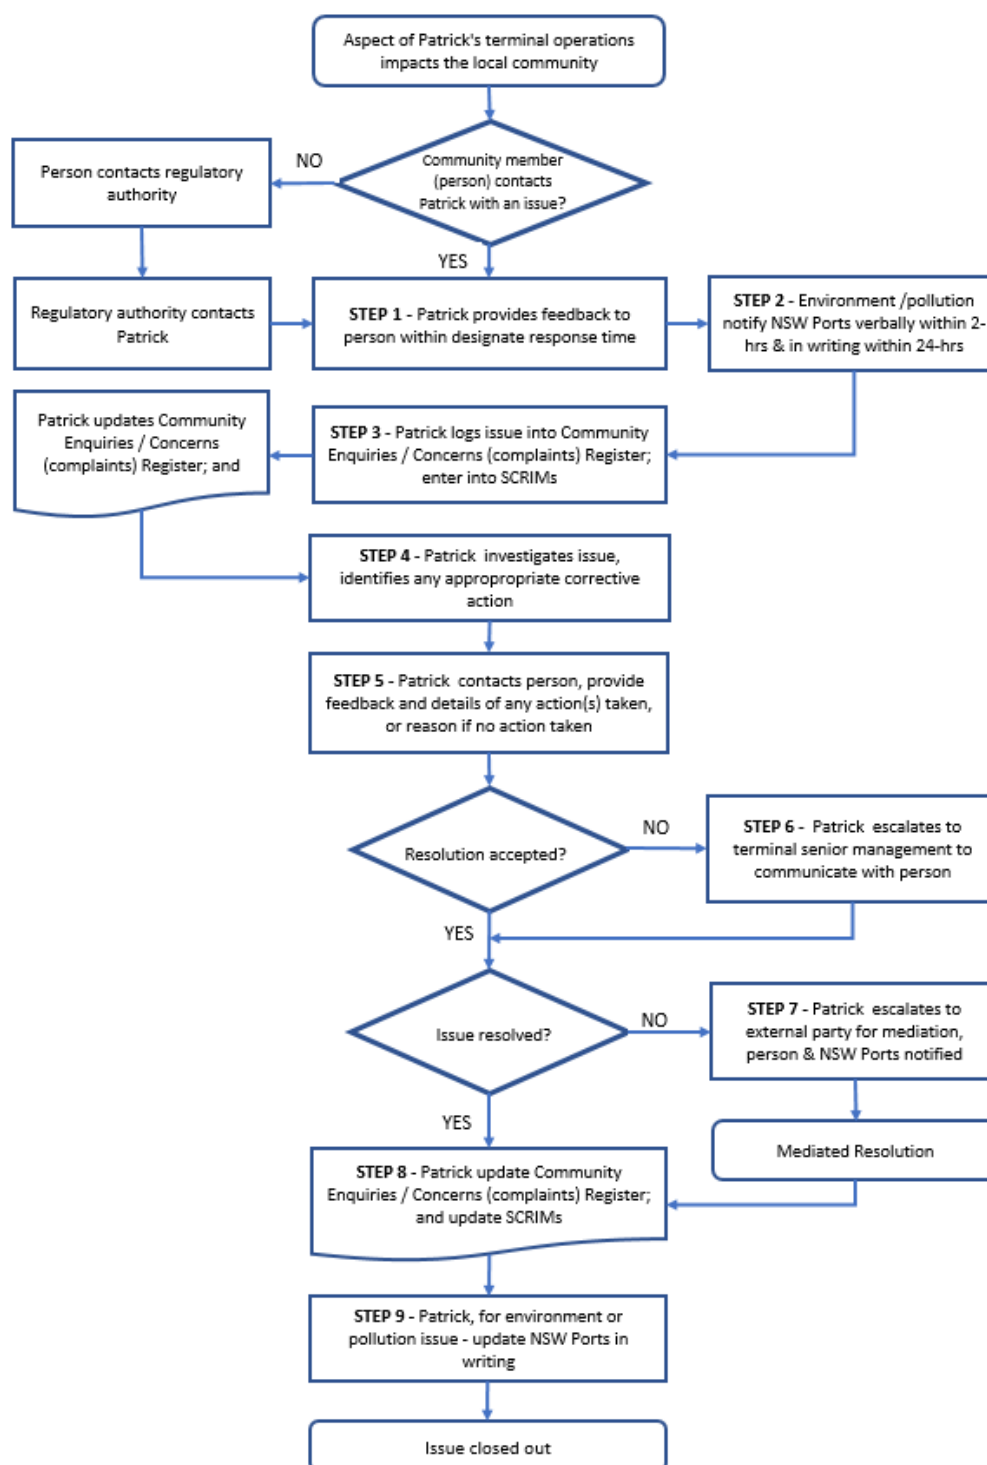 Aspect of Patrick's terminal operations
impacts the local community
Community member
(person) contacts
Patrick with an issue?
NO
Person contacts regulatory
authority
YES
Regulatory authority contacts
Patrick
STEP 1 - Patrick provides feedback to
person within designate response time
STEP 2 - Environment /pollution
notify NSW Ports verbally within 2-
hrs & in writing within 24-hrs
STEP 3 - Patrick logs issue into Community
Enquiries / Concerns (complaints) Register;
enter into SCRIMs
Patrick updates Community
Enquiries / Concerns
(complaints) Register; and
STEP 4 - Patrick investigates issue,
identifies any appropropriate corrective
action
STEP 5 - Patrick contacts person, provide
feedback and details of any action(s) taken,
or reason if no action taken
Resolution accepted?
NO
STEP 6 - Patrick escalates to
terminal senior management to
communicate with person
YES
Issue resolved?
NO
STEP 7 - Patrick escalates to
external party for mediation,
person & NSW Ports notified
YES
Mediated Resolution
STEP 8 - Patrick update Community
Enquiries / Concerns (complaints) Register;
and update SCRIMs
STEP 9 - Patrick, for environment or
pollution issue - update NSW Ports in
writing
Issue closed out